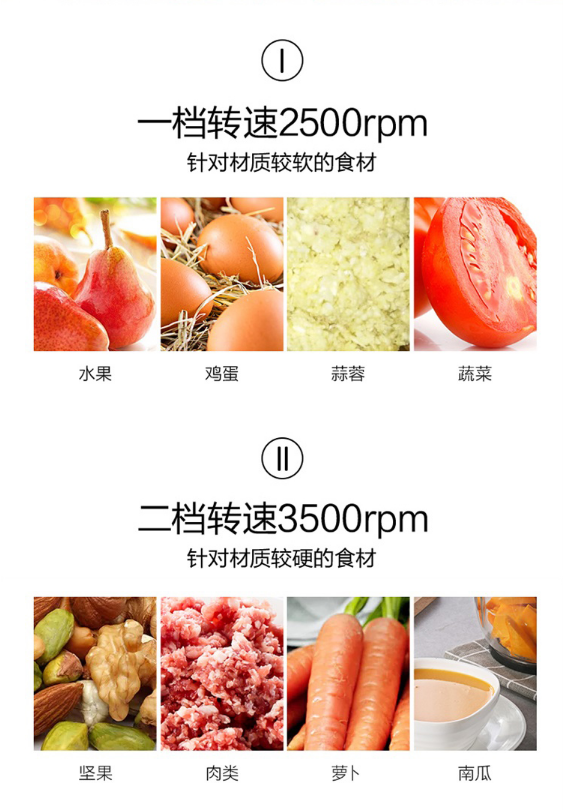 I
一档转速2500rpm
针对材质较软的食材
水果
鸡蛋
蒜蓉
蔬菜
II
二档转速3500rpm
针对材质较硬的食材
坚果
肉类
萝卜
南瓜